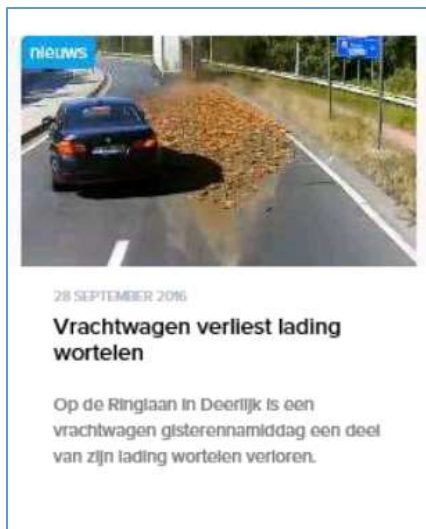 nieuws
28 SEPTEMBER 2016
Vrachtwagen verliest lading
wortelen
Op de Ringlaan in Deerlijk is een
vrachtwagen gisterennamiddag een deel
van zijn lading wortelen verloren.